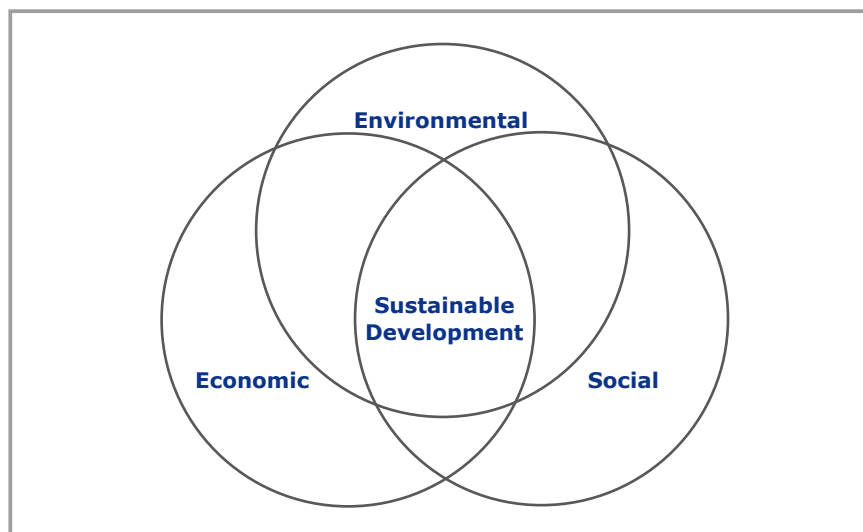 Environmental
Sustainable
Development
Economic
Social